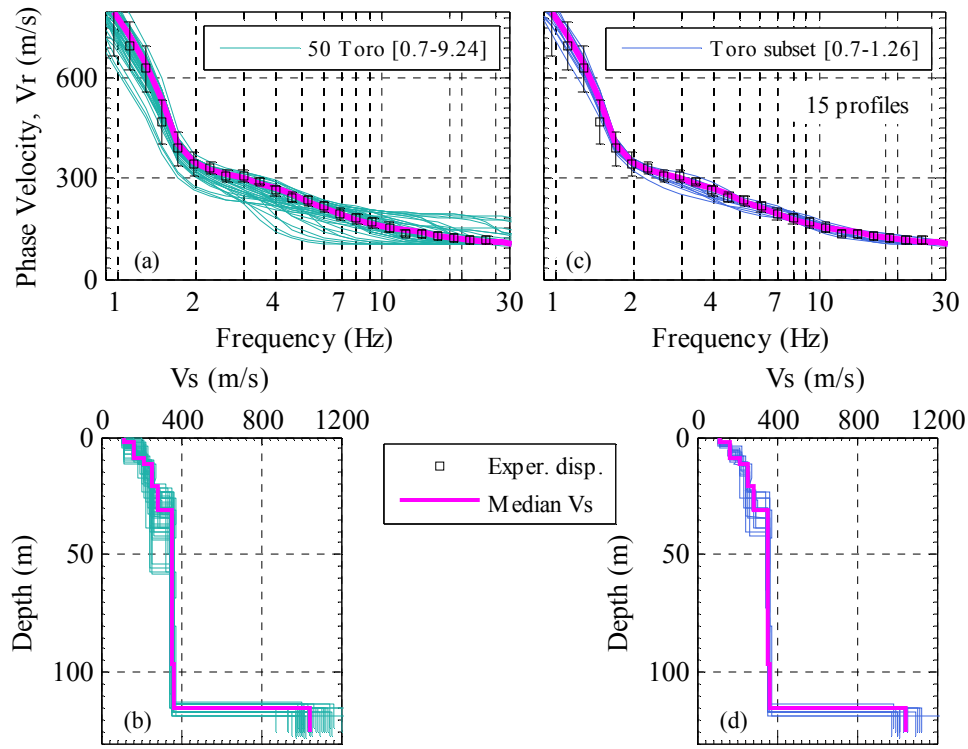 Phase Velocity, Vr (m/s)
600
300
0
50 Toro [0.7-9.24]
(a)
1 2 4 7 10 30
Frequency (Hz)
Toro subset [0.7-1.26]
15 profiles
(c)
1 2 4 7 10 30
Frequency (Hz)
Vs (m/s)
0 400 800 1200
Depth (m)
0
50
100
(b)
Exper. disp.
Median Vs
Vs (m/s)
0 400 800 1200
Depth (m)
0
50
100
(d)